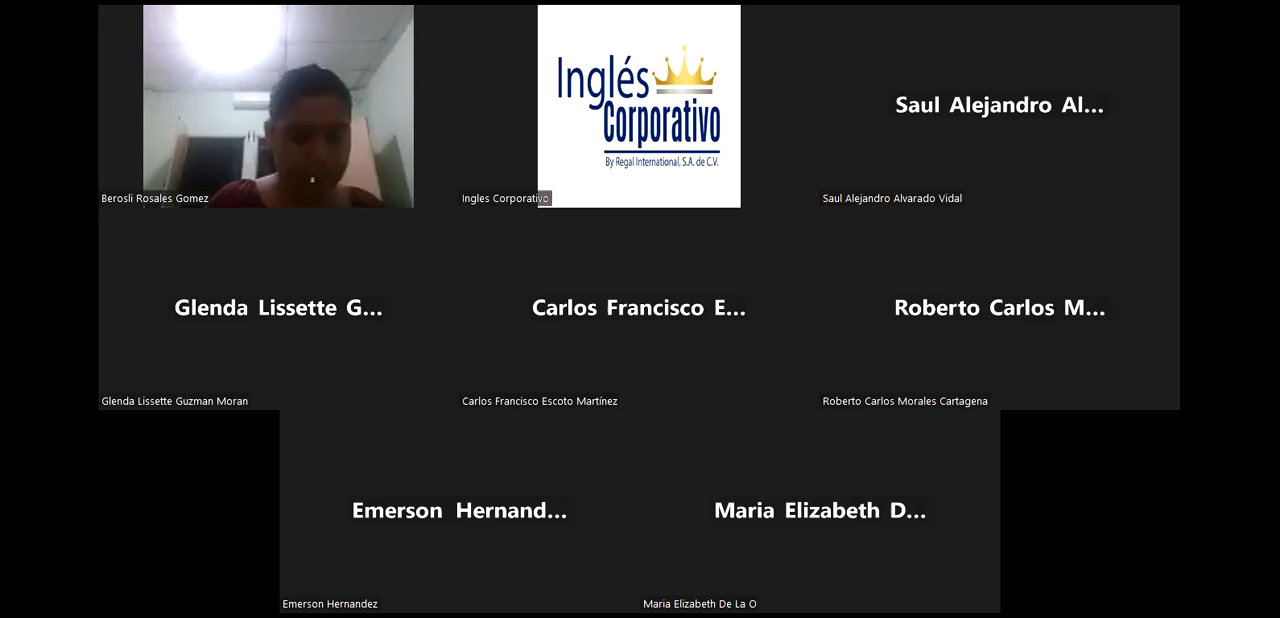 Inglés
Corporativo
By Regal International, S.A. de C.V.
Saul Alejandro Al...
Berosli Rosales Gomez
Ingles Corporativo
Saul Alejandro Alvarado Vidal
Glenda Lissette G...
Carlos Francisco E...
Roberto Carlos M...
Glenda Lissette Guzman Moran
Carlos Francisco Escoto Martínez
Roberto Carlos Morales Cartagena
Emerson Hernand...
Maria Elizabeth D...
Emerson Hernandez
Maria Elizabeth De La O